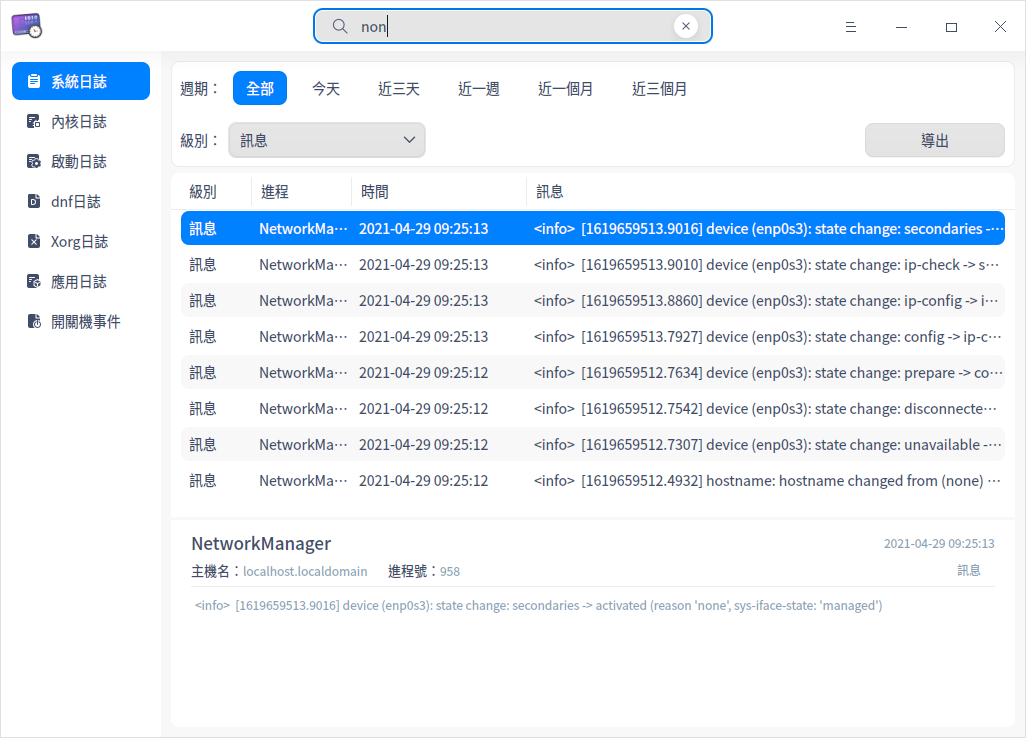 non
系統日誌
內核日誌
啟動日誌
dnf日誌
Xorg日誌
應用日誌
開關機事件
週期： 全部 今天 近三天 近一週 近一個月 近三個月
級別： 訊息 導出
級別 進程 時間 訊息
訊息 NetworkMa··· 2021-04-29 09:25:13 <info> [1619659513.9016] device (enp0s3): state change: secondaries -···
訊息 NetworkMa··· 2021-04-29 09:25:13 <info> [1619659513.9010] device (enp0s3): state change: ip-check -> s···
訊息 NetworkMa··· 2021-04-29 09:25:13 <info> [1619659513.8860] device (enp0s3): state change: ip-config -> i···
訊息 NetworkMa··· 2021-04-29 09:25:13 <info> [1619659513.7927] device (enp0s3): state change: config -> ip-c···
訊息 NetworkMa··· 2021-04-29 09:25:12 <info> [1619659512.7634] device (enp0s3): state change: prepare -> co···
訊息 NetworkMa··· 2021-04-29 09:25:12 <info> [1619659512.7542] device (enp0s3): state change: disconnecte···
訊息 NetworkMa··· 2021-04-29 09:25:12 <info> [1619659512.7307] device (enp0s3): state change: unavailable -···
訊息 NetworkMa··· 2021-04-29 09:25:12 <info> [1619659512.4932] hostname: hostname changed from (none) ···
NetworkManager 2021-04-29 09:25:13
主機名：localhost.localdomain 進程號：958 訊息
<info> [1619659513.9016] device (enp0s3): state change: secondaries -> activated (reason 'none', sys-iface-state: 'managed')